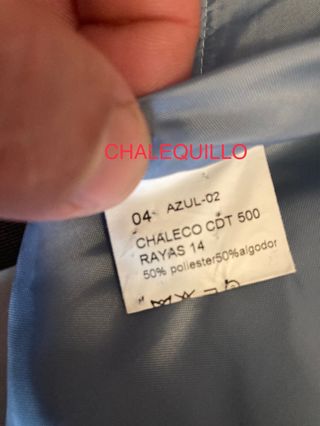 CHALEQUILLO
04 AZUL-02
CHALECO CDT 500
RAYAS 14
50% poliester50%algodor